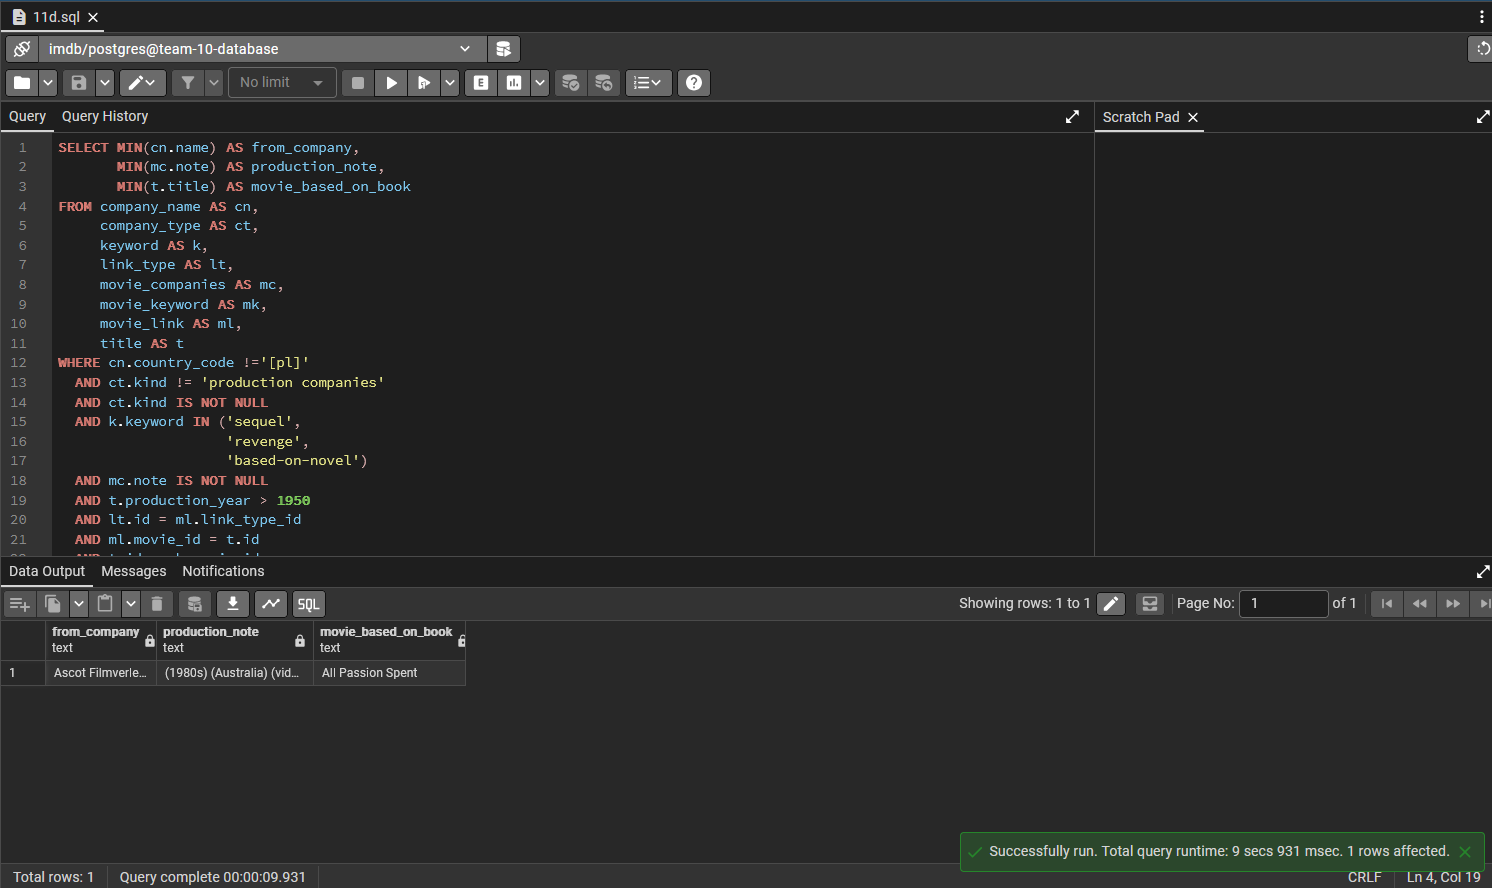 11d.sql
imdb/postgres@team-10-database
No limit
E
Query Query History
Scratch Pad
1 SELECT MIN(cn.name) AS from_company,
2 MIN(mc.note) AS production_note,
3 MIN(t.title) AS movie_based_on_book
4 FROM company_name AS cn,
5 company_type AS ct,
6 keyword AS k,
7 link_type AS lt,
8 movie_companies AS mc,
9 movie_keyword AS mk,
10 movie_link AS ml,
11 title AS t
12 WHERE cn.country_code !='[pl]'
13 AND ct.kind != 'production companies'
14 AND ct.kind IS NOT NULL
15 AND k.keyword IN ('sequel',
16 'revenge',
17 'based-on-novel')
18 AND mc.note IS NOT NULL
19 AND t.production_year > 1950
20 AND lt.id = ml.link_type_id
21 AND ml.movie_id = t.id
Data Output Messages Notifications
SQL
Showing rows: 1 to 1
Page No: 1 of 1
from_company production_note movie_based_on_book
text text text
1 Ascot Filmverle... (1980s) (Australia) (vid... All Passion Spent
Successfully run. Total query runtime: 9 secs 931 msec. 1 rows affected.
Total rows: 1 Query complete 00:00:09.931 CRLF Ln 4, Col 19